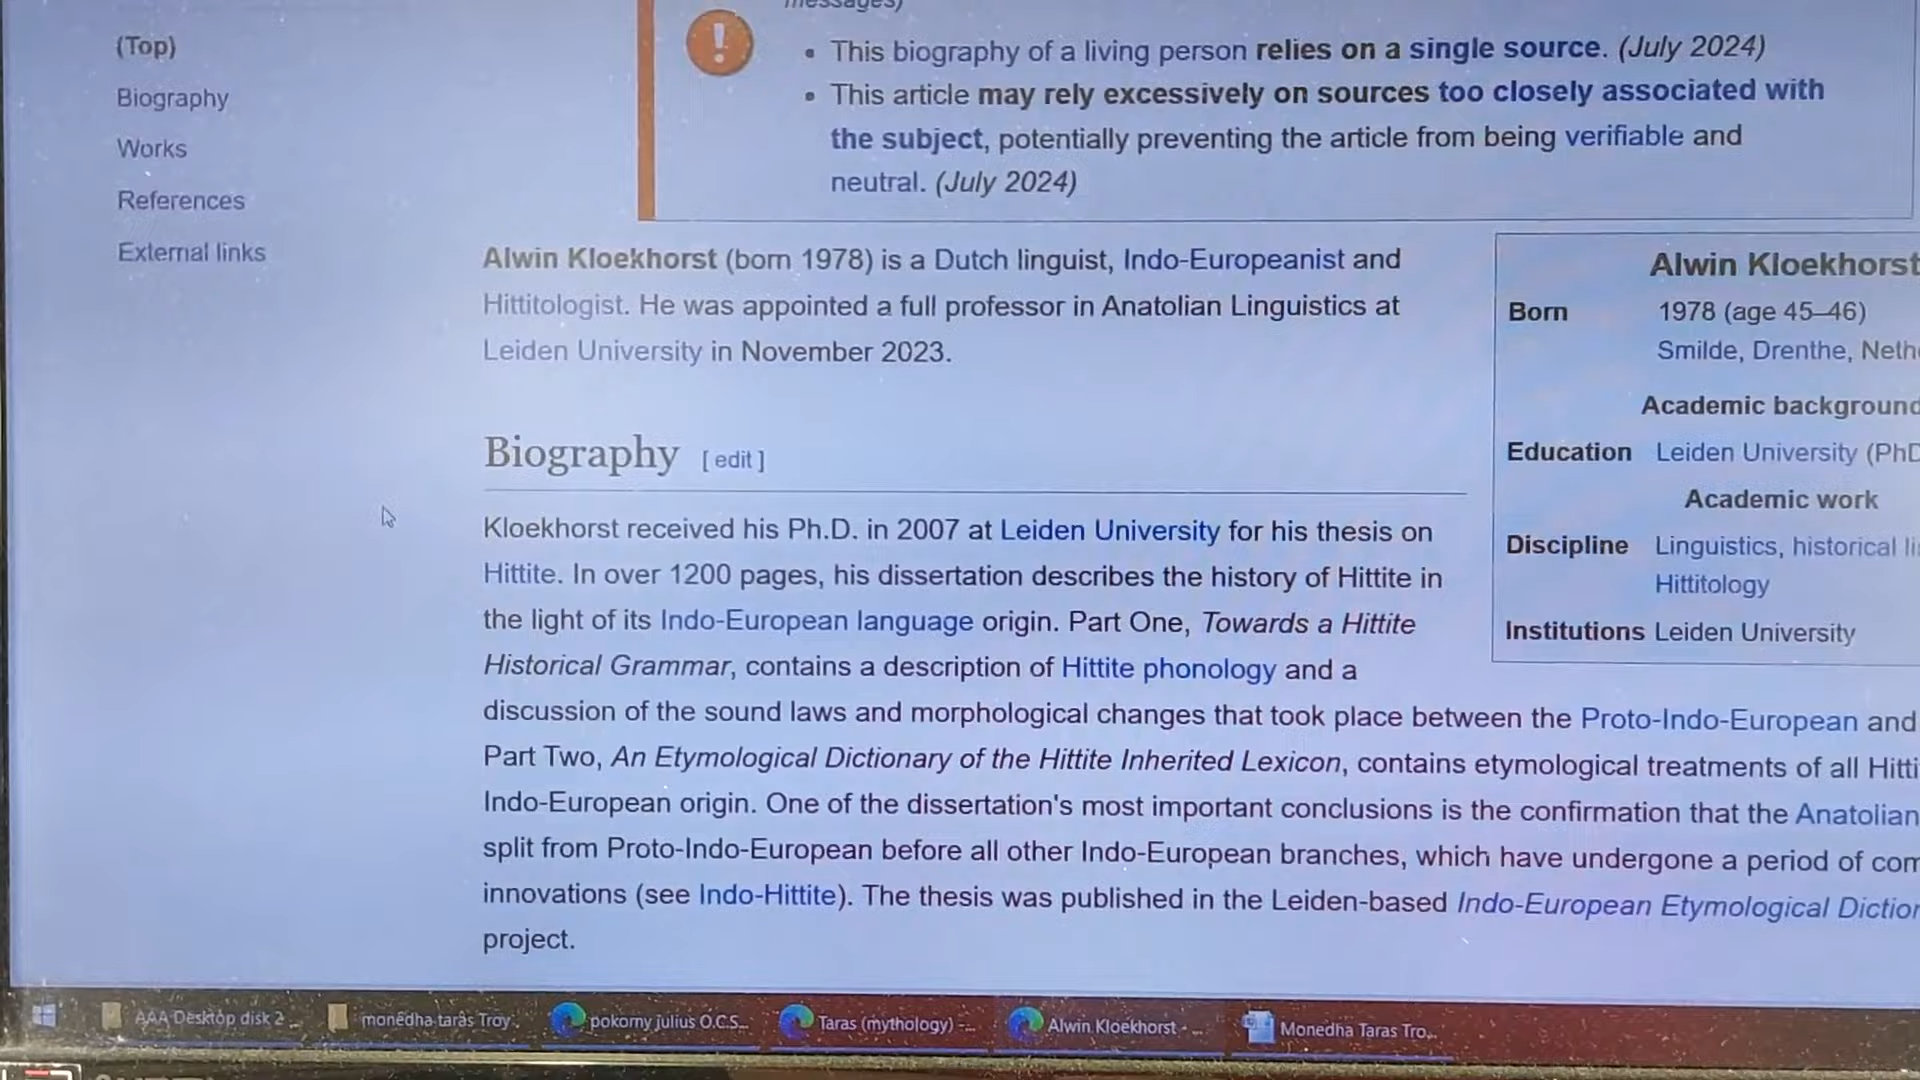 messages)
(Top)
Biography
Works
References
External links
• This biography of a living person relies on a single source. (July 2024)
• This article may rely excessively on sources too closely associated with
the subject, potentially preventing the article from being verifiable and
neutral. (July 2024)
Alwin Kloekhorst (born 1978) is a Dutch linguist, Indo-Europeanist and
Hittitologist. He was appointed a full professor in Anatolian Linguistics at
Leiden University in November 2023.
Alwin Kloekhorst
Born 1978 (age 45–46)
Smilde, Drenthe,
Academic background
Education Leiden University
Academic work
Discipline Linguistics, historical
Hittitology
Institutions Leiden University
Biography [ edit ]
Kloekhorst received his Ph.D. in 2007 at Leiden University for his thesis on
Hittite. In over 1200 pages, his dissertation describes the history of Hittite in
the light of its Indo-European language origin. Part One, Towards a Hittite
Historical Grammar, contains a description of Hittite phonology and a
discussion of the sound laws and morphological changes that took place between the Proto-Indo-European and
Part Two, An Etymological Dictionary of the Hittite Inherited Lexicon, contains etymological treatments of all
Indo-European origin. One of the dissertation's most important conclusions is the confirmation that the Anatolian
split from Proto-Indo-European before all other Indo-European branches, which have undergone a period of
innovations (see Indo-Hittite). The thesis was published in the Leiden-based Indo-European Etymological
project.
AAA Desktop disk 2 ...
monedha taras Troy
pokorny julius O.C.S...
Taras (mythology) -...
Alwin Kloekhorst - ...
Monedha Taras Tro...